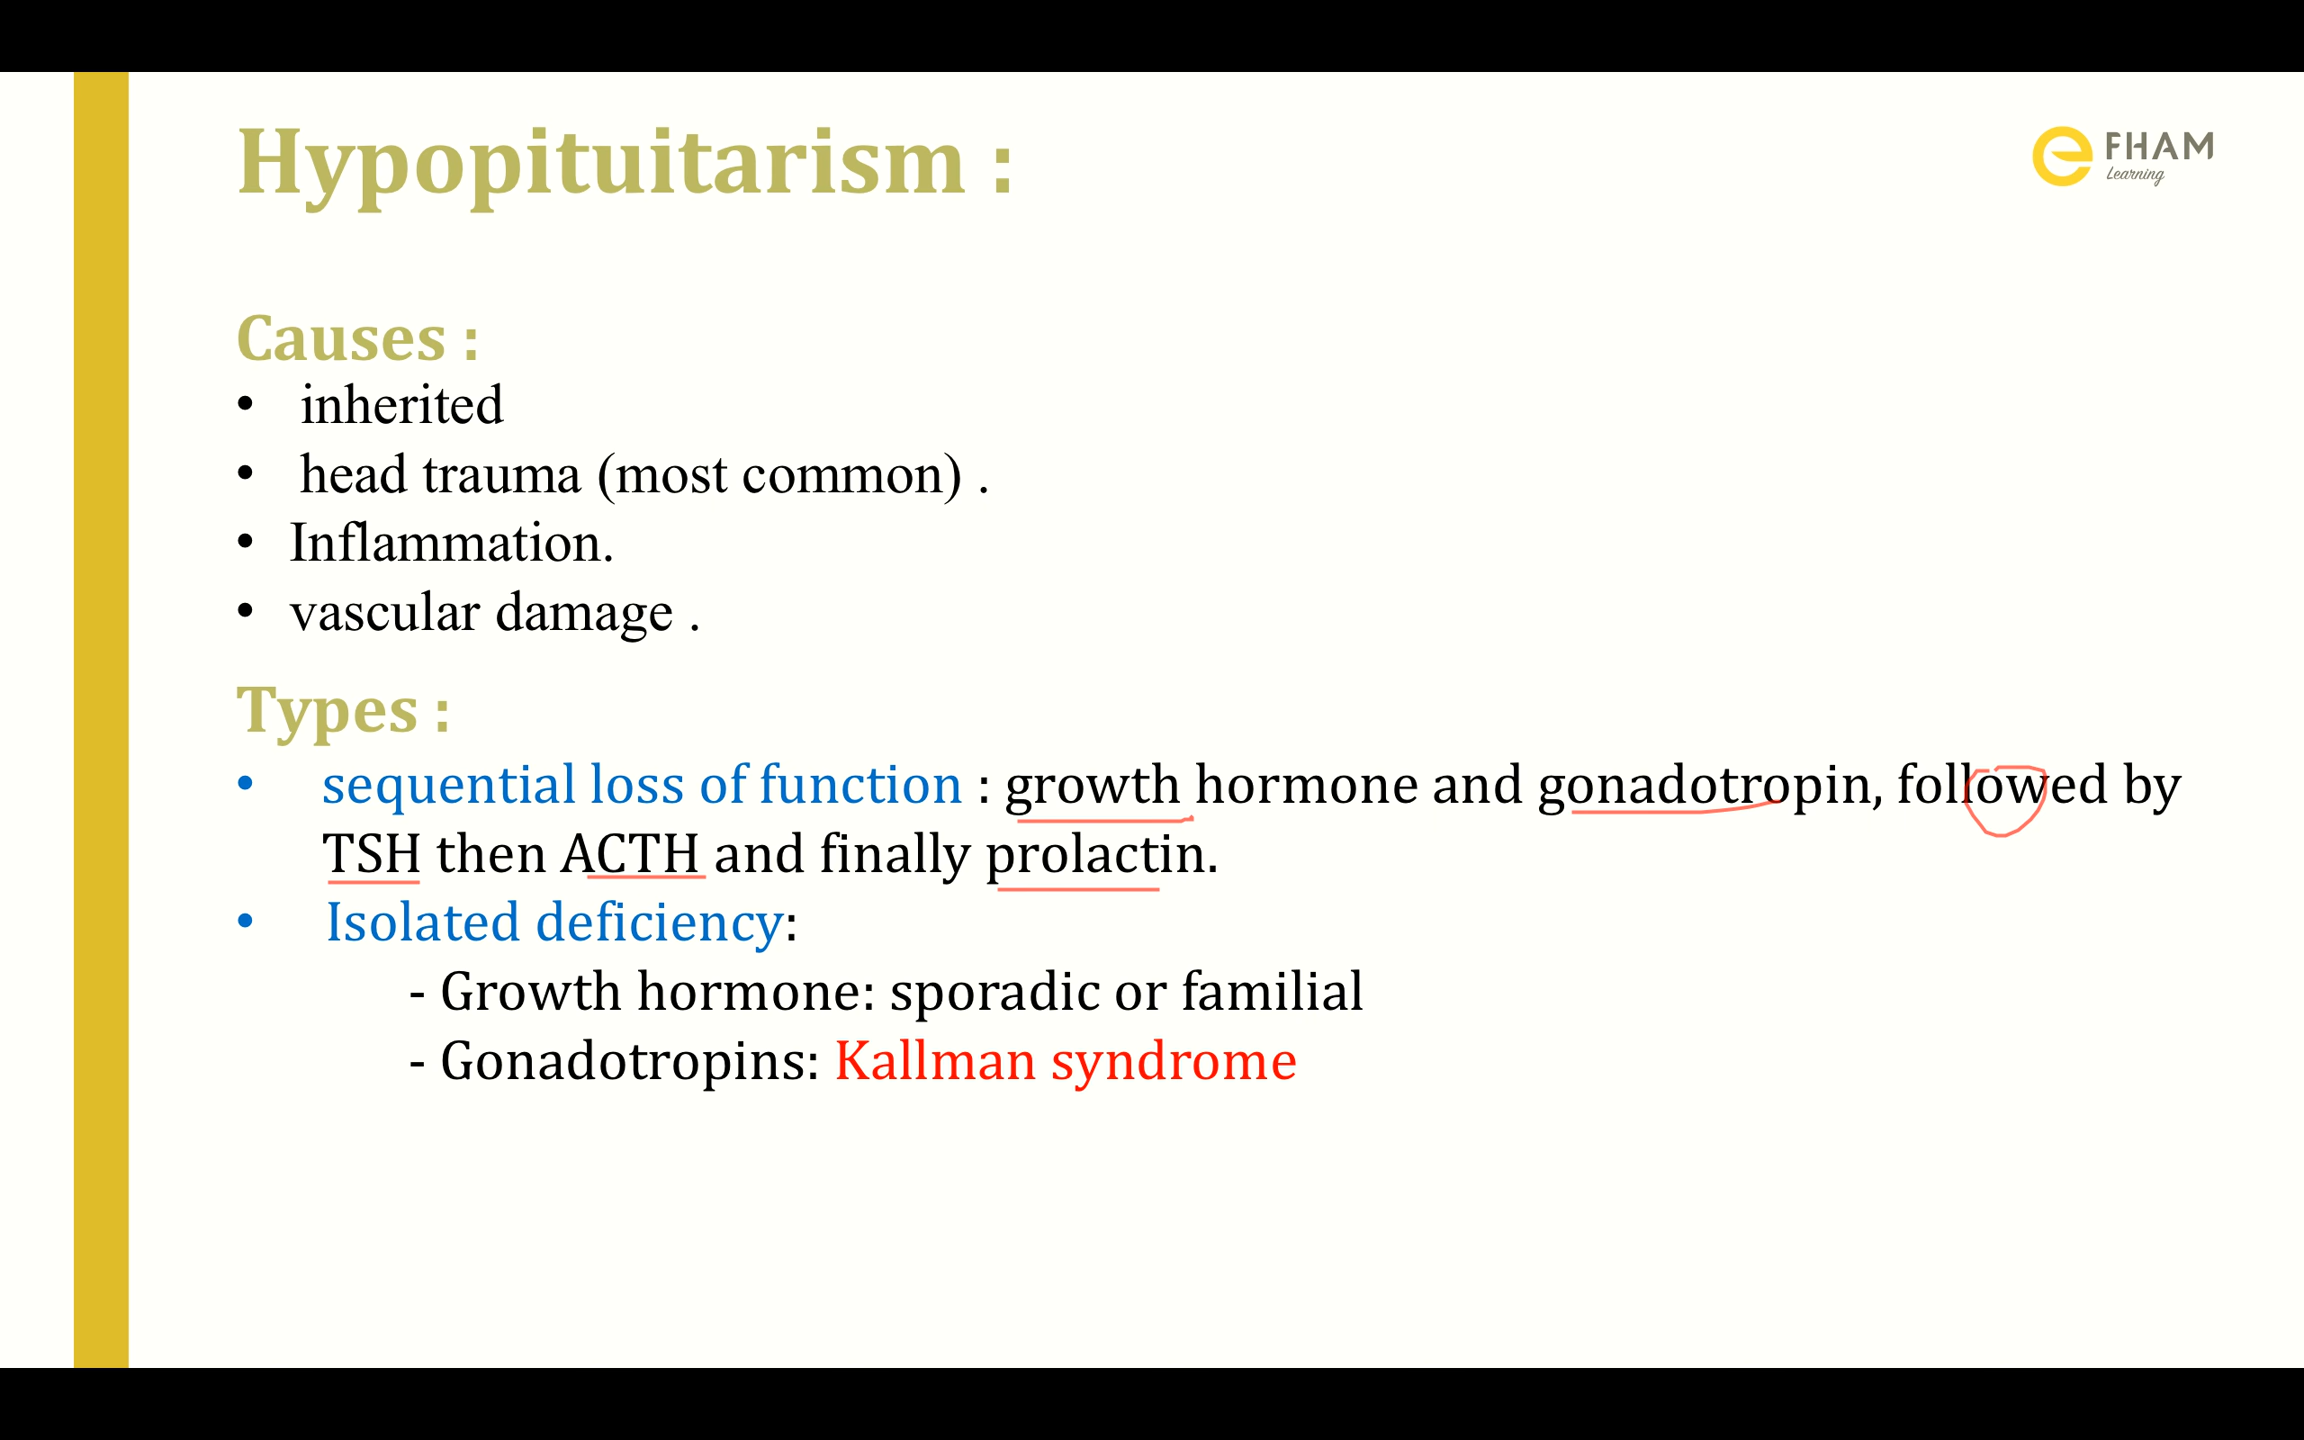 Hypopituitarism :
e FHAM
Learning
Causes :
• inherited
• head trauma (most common) .
• Inflammation.
• vascular damage .
Types :
• sequential loss of function : growth hormone and gonadotropin, followed by
TSH then ACTH and finally prolactin.
• Isolated deficiency:
- Growth hormone: sporadic or familial
- Gonadotropins: Kallman syndrome